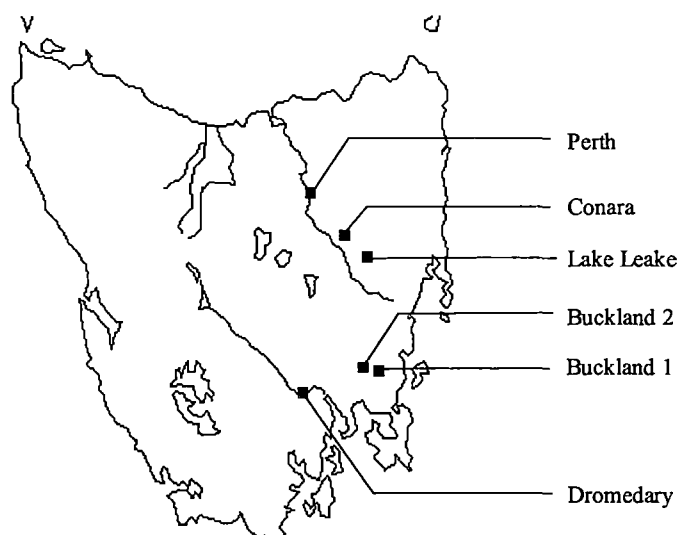 Perth
Conara
Lake Leake
Buckland 2
Buckland 1
Dromedary